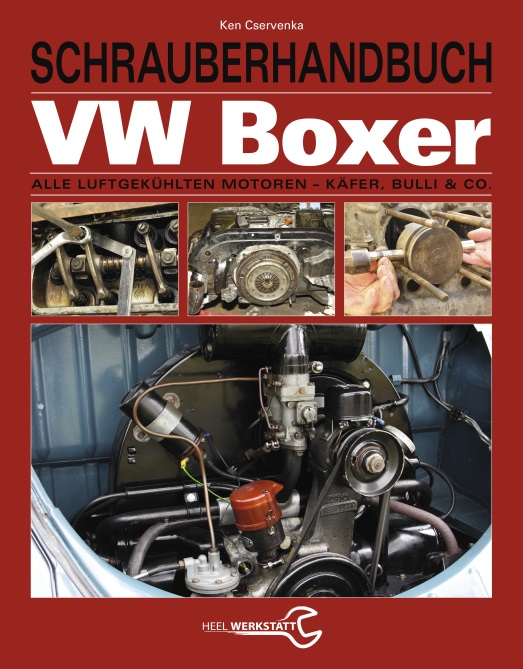 Ken Cservenka
SCHRAUBERHANDBUCH
VW Boxer
ALLE LUFTGEKÜHLTEN MOTOREN – KÄFER, BULLI & CO.
HEEL WERKSTATT